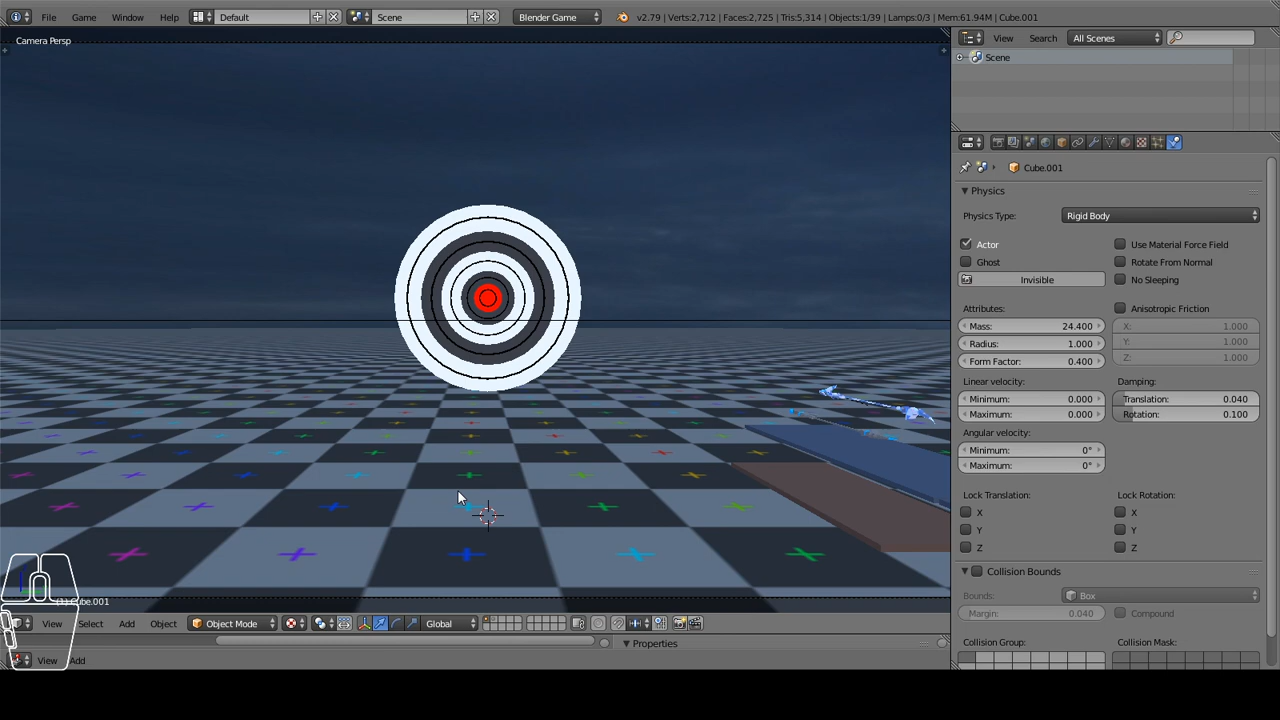 File Game Window Help Default Scene Blender Game v2.79 | Verts:2,712 | Faces:2,725 | Tris:5,314 | Objects:1/39 | Lamps:0/3 | Mem:61.94M | Cube.001
Camera Persp
View Search All Scenes
Scene
Cube.001
Physics
Physics Type: Rigid Body
Actor Use Material Force Field
Ghost Rotate From Normal
Invisible No Sleeping
Attributes: Anisotropic Friction
Mass: 24.400 X: 1.000
Radius: 1.000 Y: 1.000
Form Factor: 0.400 Z: 1.000
Linear velocity: Damping:
Minimum: 0.000 Translation: 0.040
Maximum: 0.000 Rotation: 0.100
Angular velocity:
Minimum: 0°
Maximum: 0°
Lock Translation: Lock Rotation:
X X
Y Y
Z Z
Collision Bounds
Bounds: Box
Margin: 0.040 Compound
Collision Group: Collision Mask:
(1) Cube.001
View Select Add Object Object Mode Global
Properties
View Add